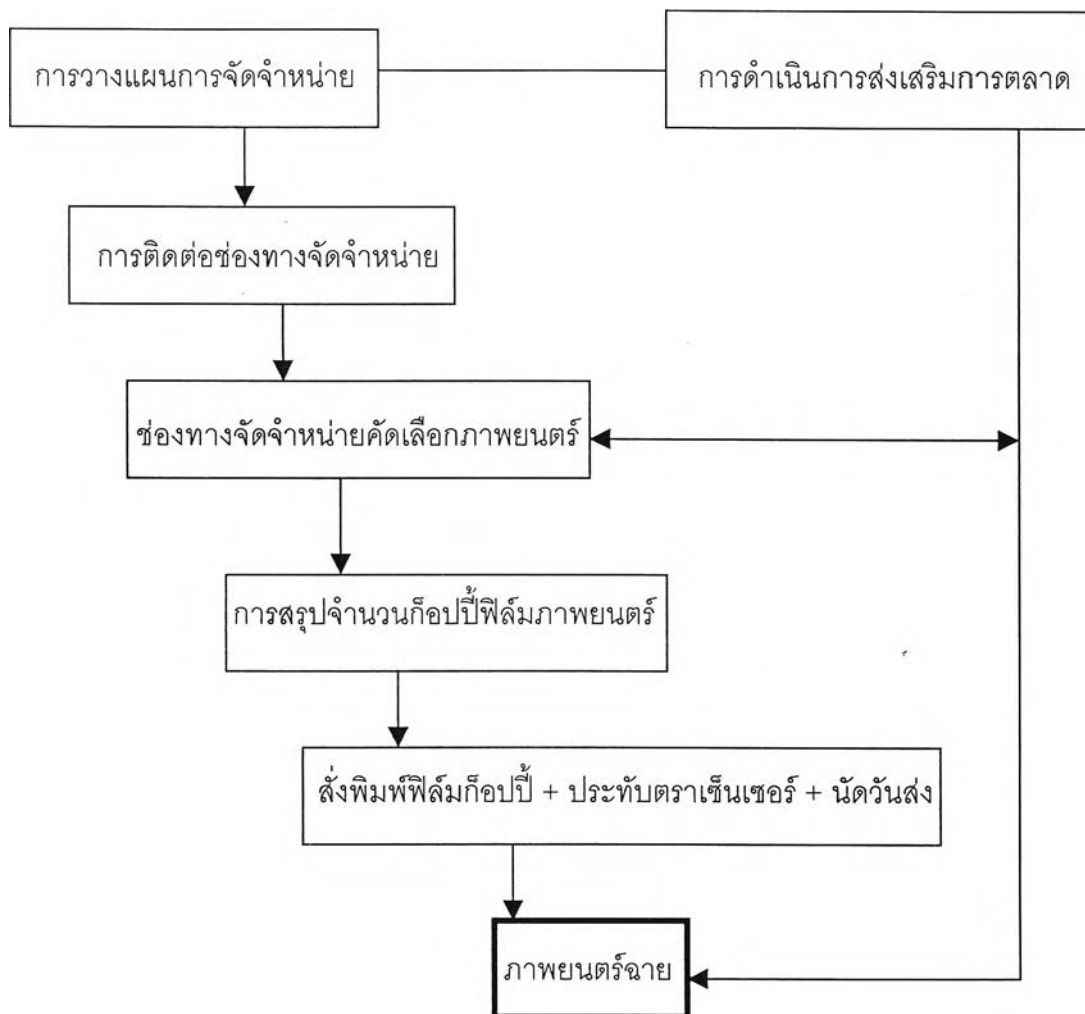 การวางแผนการจัดจำหน่าย
การดำเนินการส่งเสริมการตลาด
การติดต่อช่องทางจัดจำหน่าย
ช่องทางจัดจำหน่ายคัดเลือกภาพยนตร์
การสรุปจำนวนก็อปปี้ฟิล์มภาพยนตร์
สั่งพิมพ์ฟิล์มก็อปปี้ + ประทับตราเซ็นเซอร์ + นัดวันส่ง
ภาพยนตร์ฉาย